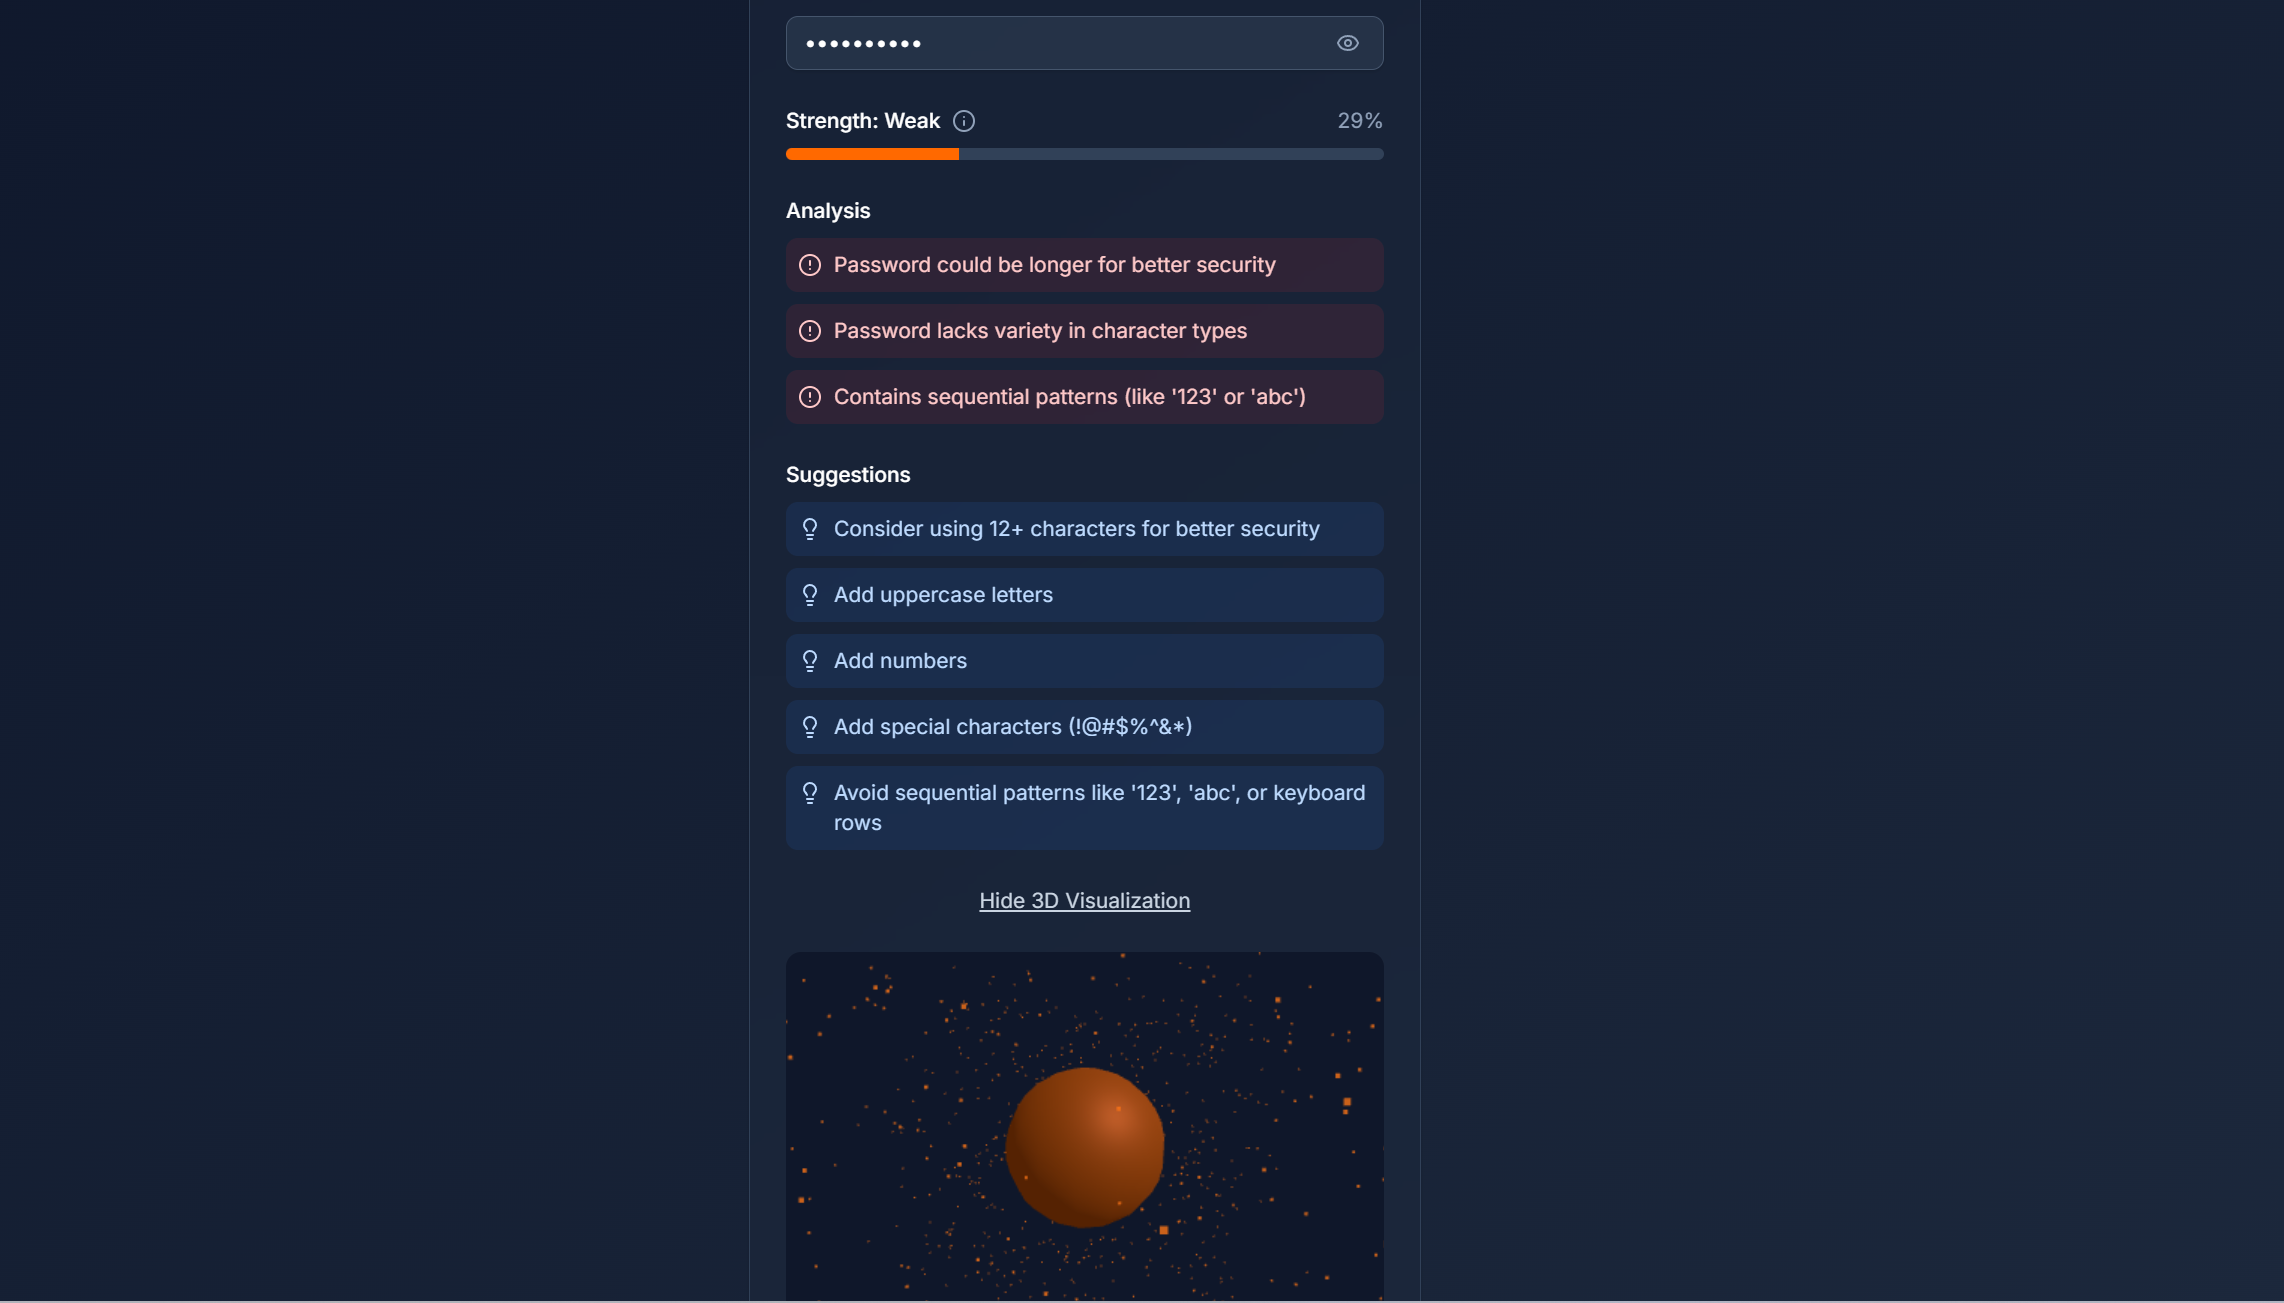 ••••••••••
Strength: Weak
29%
Analysis
Password could be longer for better security
Password lacks variety in character types
Contains sequential patterns (like '123' or 'abc')
Suggestions
Consider using 12+ characters for better security
Add uppercase letters
Add numbers
Add special characters (!@#$%^&*)
Avoid sequential patterns like '123', 'abc', or keyboard
rows
Hide 3D Visualization